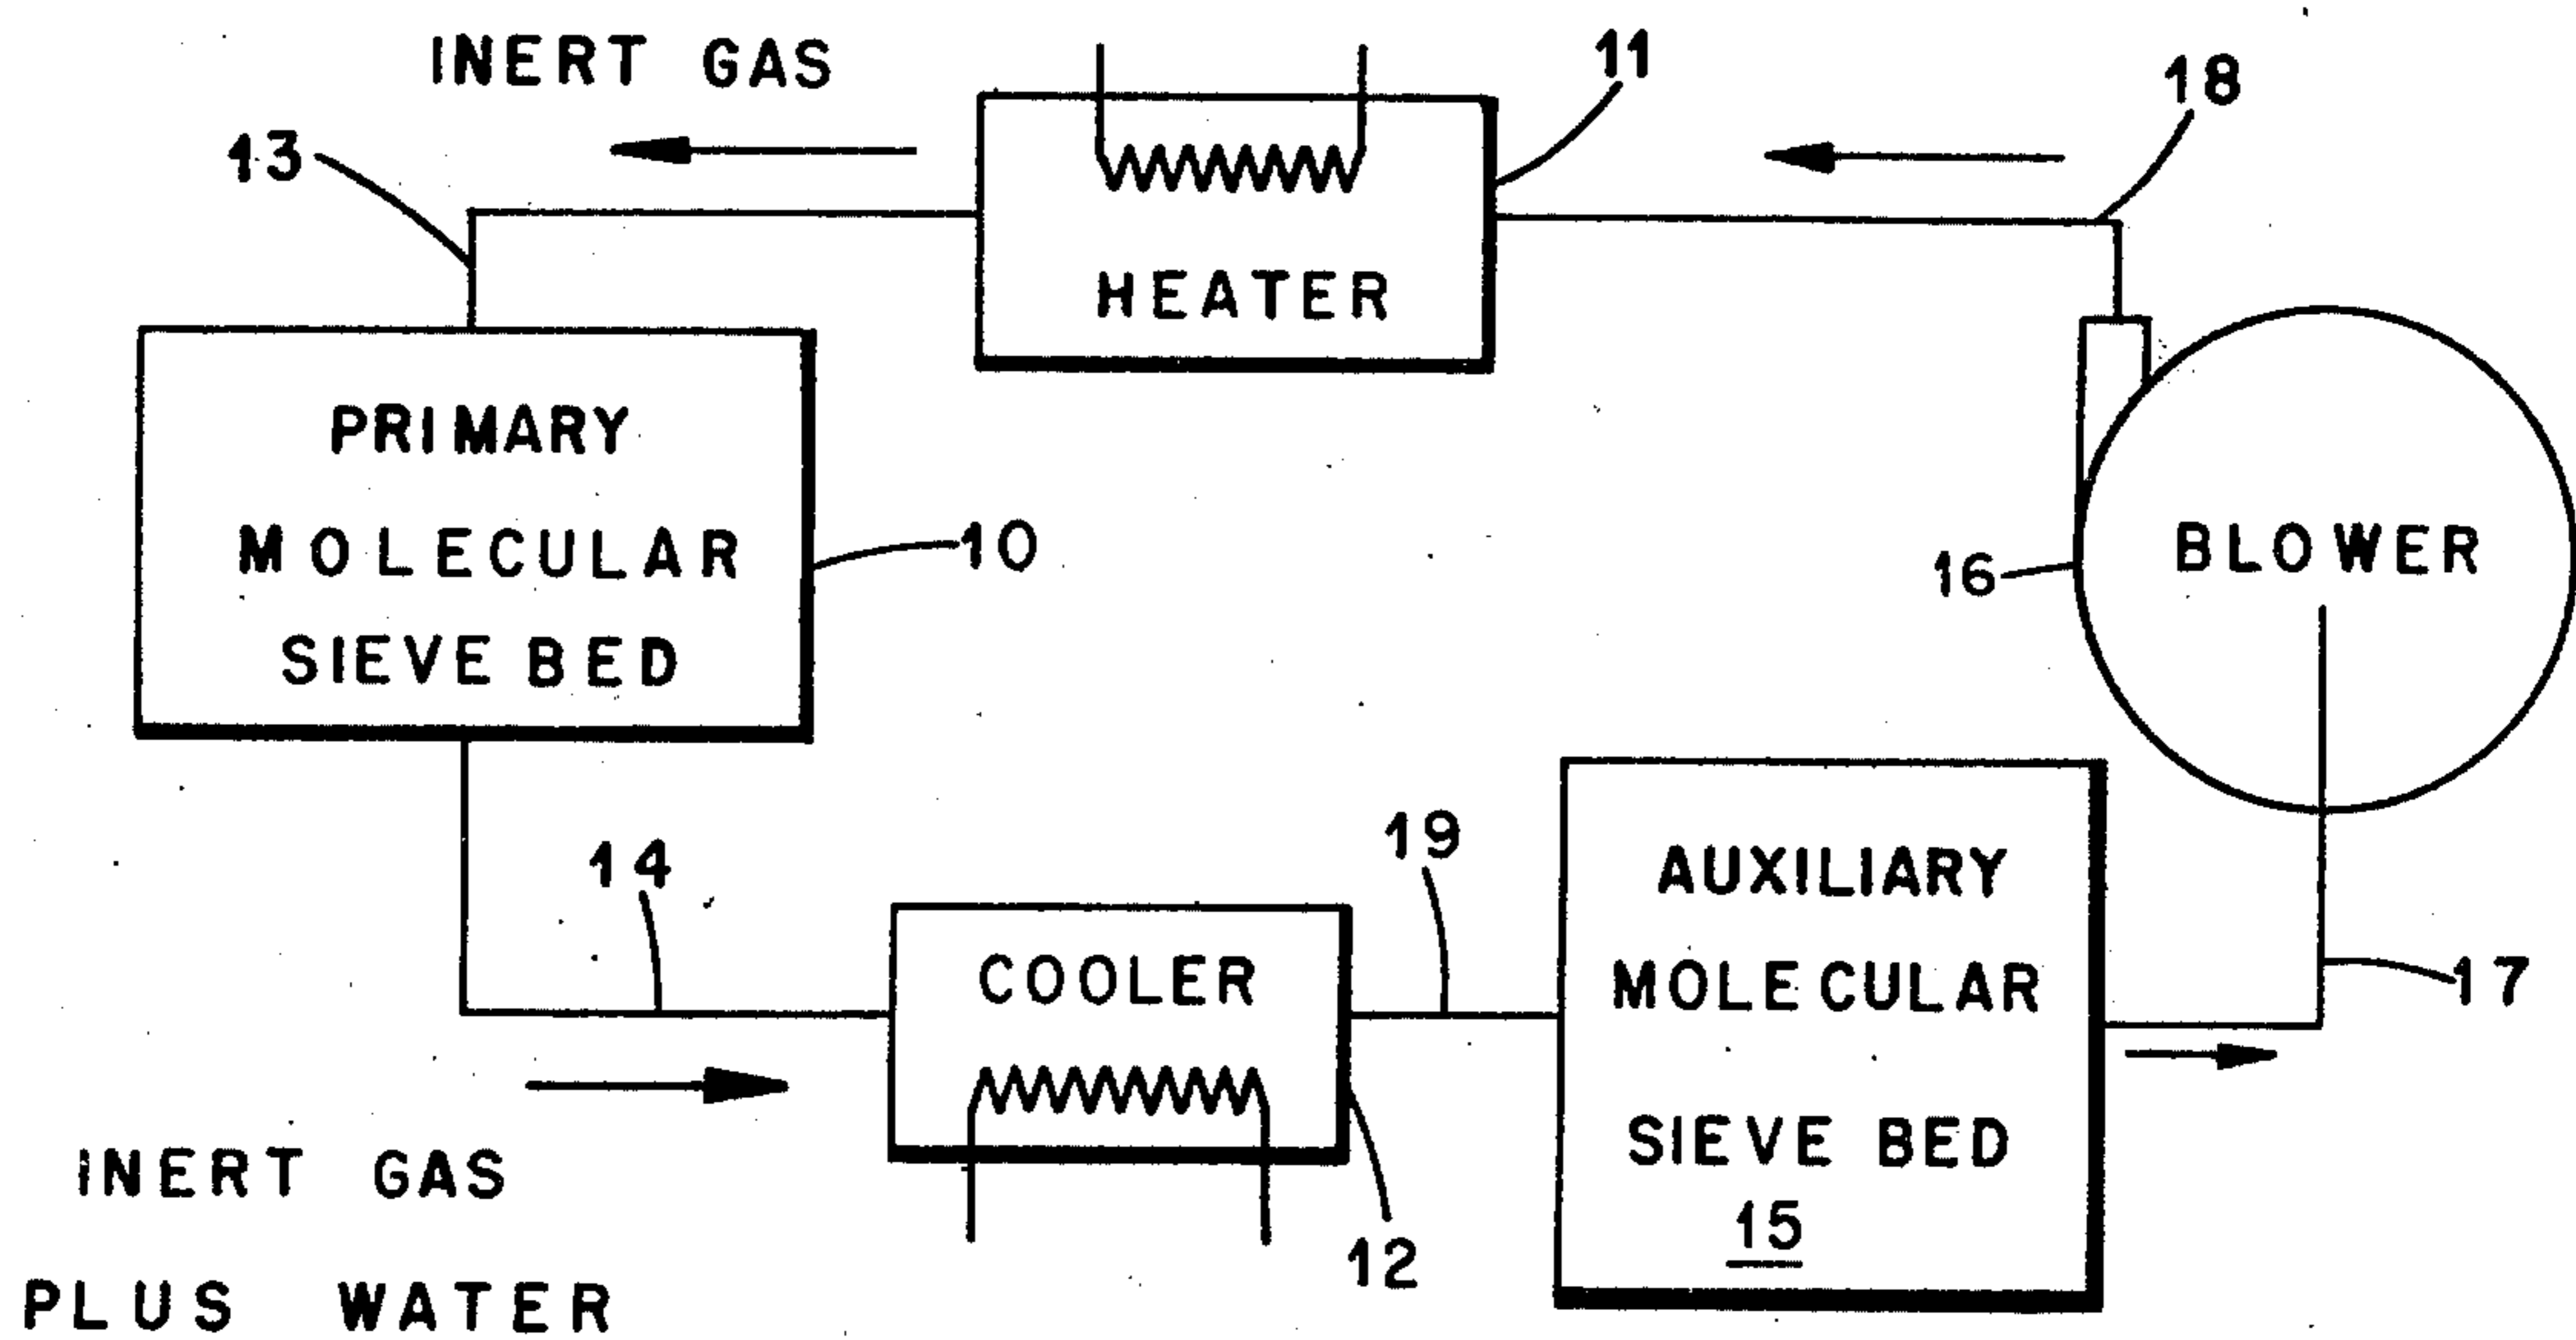 INERT GAS
11
18
13
HEATER
PRIMARY
MOLECULAR
SIEVE BED
10
16
BLOWER
14
19
COOLER
12
AUXILIARY
MOLECULAR
SIEVE BED
15
17
INERT GAS
PLUS WATER